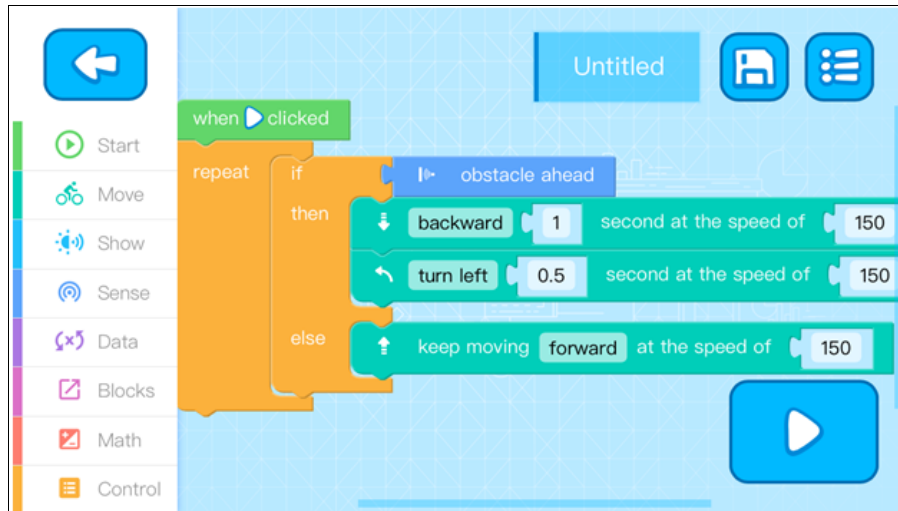 Untitled
when clicked
Start
repeat if obstacle ahead
Move
then backward 1 second at the speed of 150
Show
turn left 0.5 second at the speed of 150
Sense
Data
else keep moving forward at the speed of 150
Blocks
Math
Control